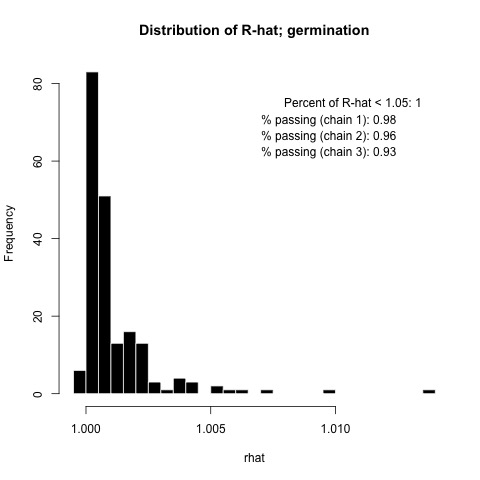 Distribution of R-hat; germination
Percent of R-hat < 1.05: 1
% passing (chain 1): 0.98
% passing (chain 2): 0.96
% passing (chain 3): 0.93
Frequency
80
60
40
20
0
1.000 1.005 1.010
rhat